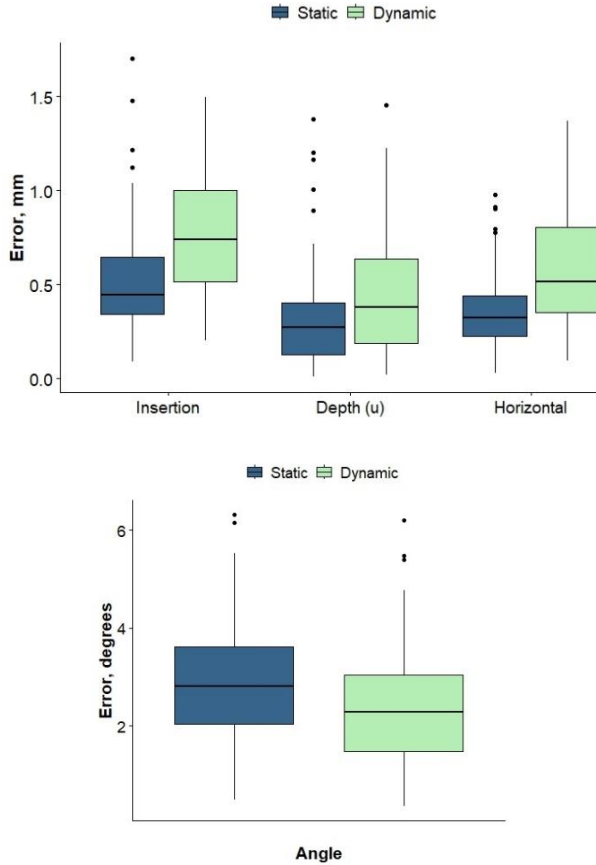 Static Dynamic
Error, mm
1.5
1.0
0.5
0.0
Insertion Depth (u) Horizontal
Static Dynamic
Error, degrees
6
4
2
Angle